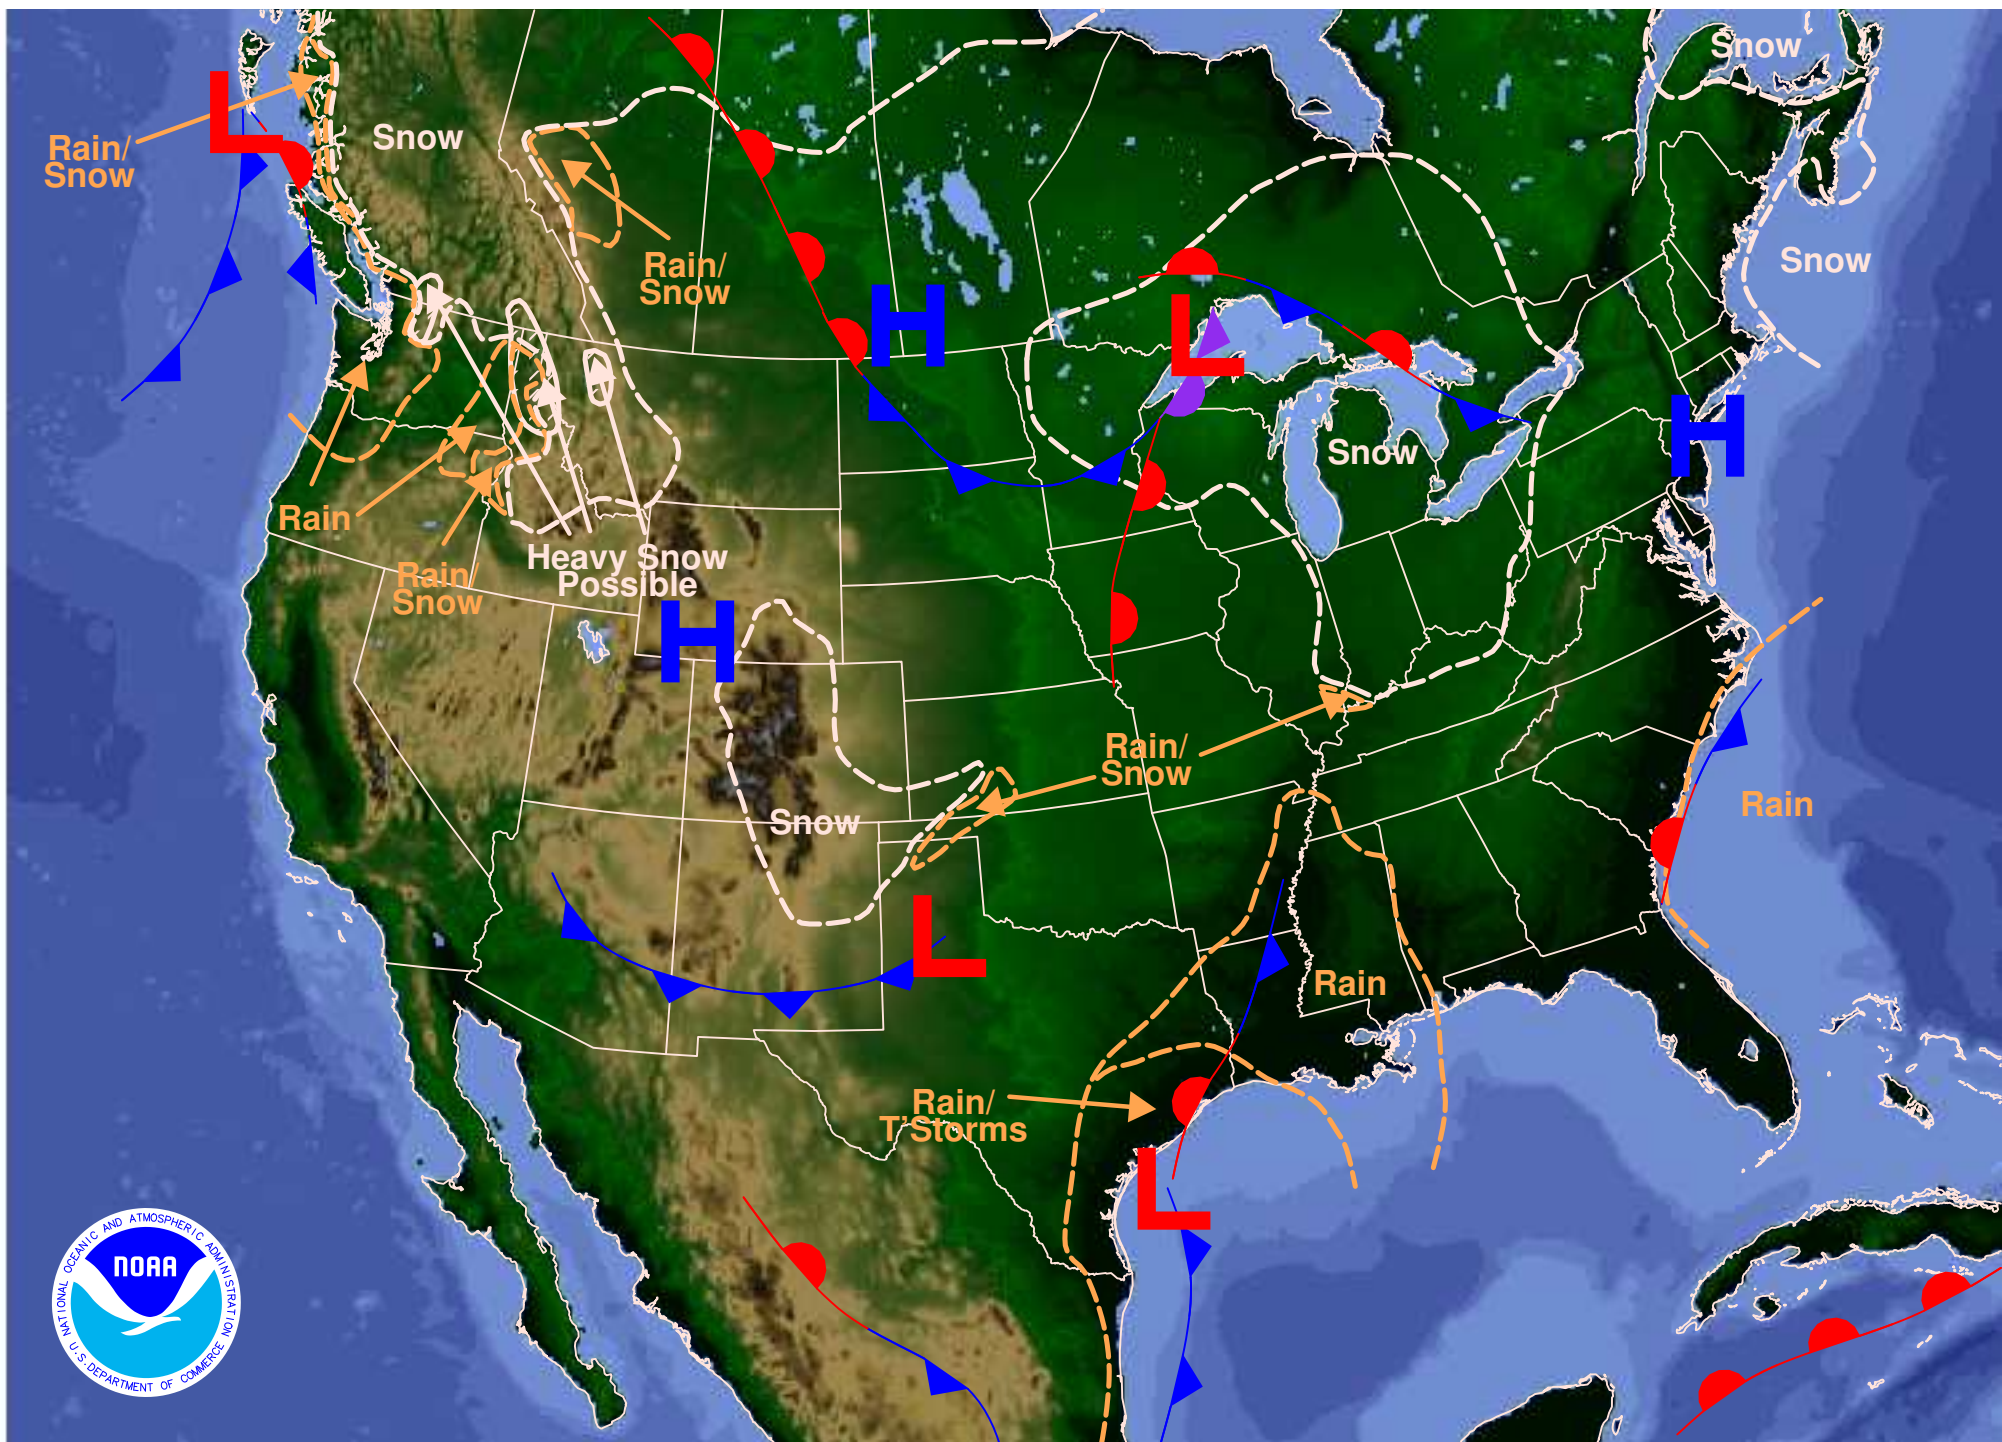 Snow
L
Rain/
Snow
Snow
Rain/
Snow
Snow
H
L
Snow
H
Rain
Heavy Snow
Possible
Rain/
Snow
H
Rain/
Snow
Rain
Snow
L
Rain
Rain/
T'Storms
L
NATIONAL OCEANIC AND ATMOSPHERIC ADMINISTRATION
NOAA
U.S. DEPARTMENT OF COMMERCE